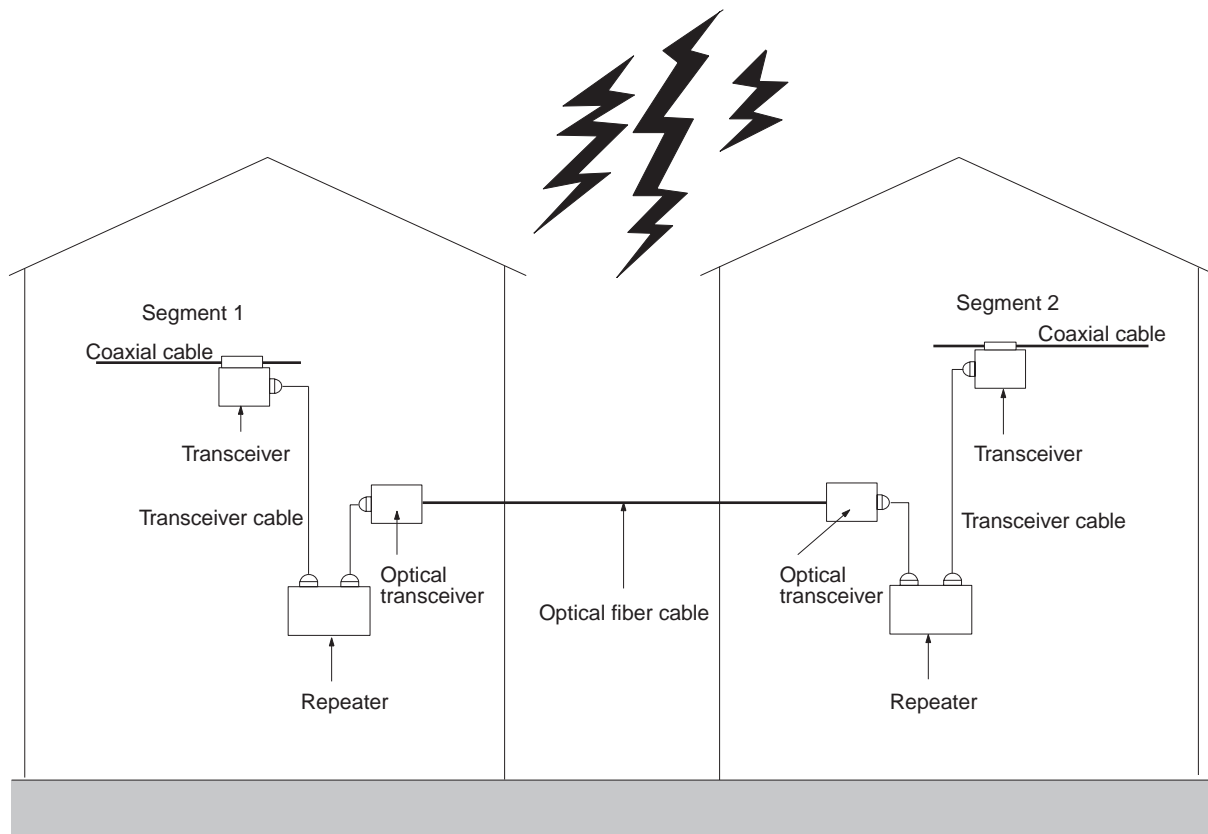 Segment 1
Coaxial cable
Transceiver
Transceiver cable
Optical
transceiver
Repeater
Optical fiber cable
Segment 2
Coaxial cable
Transceiver
Transceiver cable
Optical
transceiver
Repeater